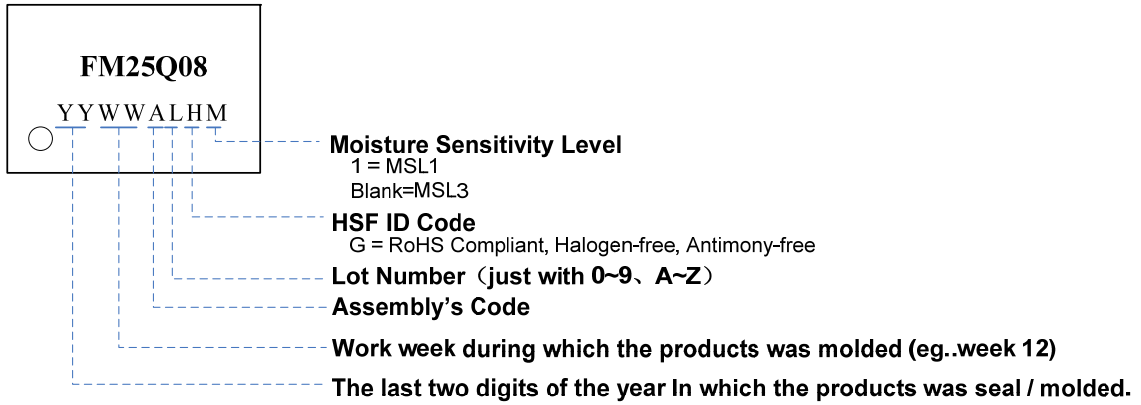 FM25Q08
YYWWALHM
Moisture Sensitivity Level
1 = MSL1
Blank=MSL3
HSF ID Code
G = RoHS Compliant, Halogen-free, Antimony-free
Lot Number（just with 0~9、A~Z）
Assembly’s Code
Work week during which the products was molded (eg..week 12)
The last two digits of the year In which the products was seal / molded.